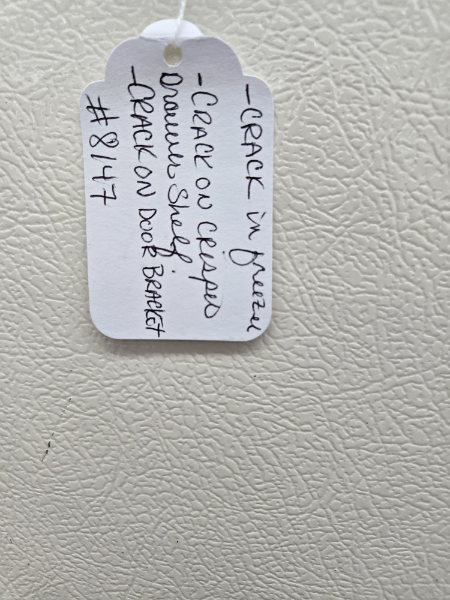 - CRACK in freezer
- CRACK ON CRISPER
Drawer Shelf
- CRACK ON DOOR BRACKET
#8147